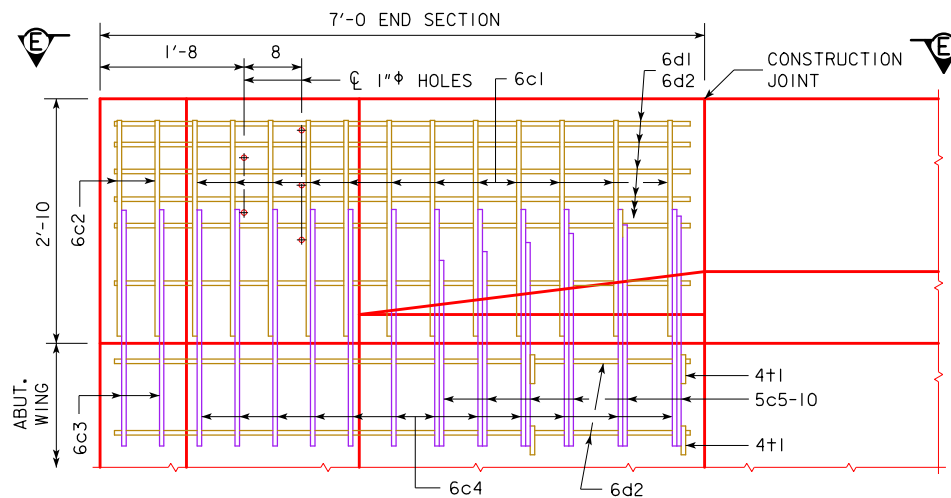 7'-0 END SECTION
E
E
1'-8
8
℄ 1"ϕ HOLES
6c1
6d1
6d2
CONSTRUCTION
JOINT
2'-10
6c2
ABUT.
WING
6c3
4t1
5c5-10
4t1
6c4
6d2